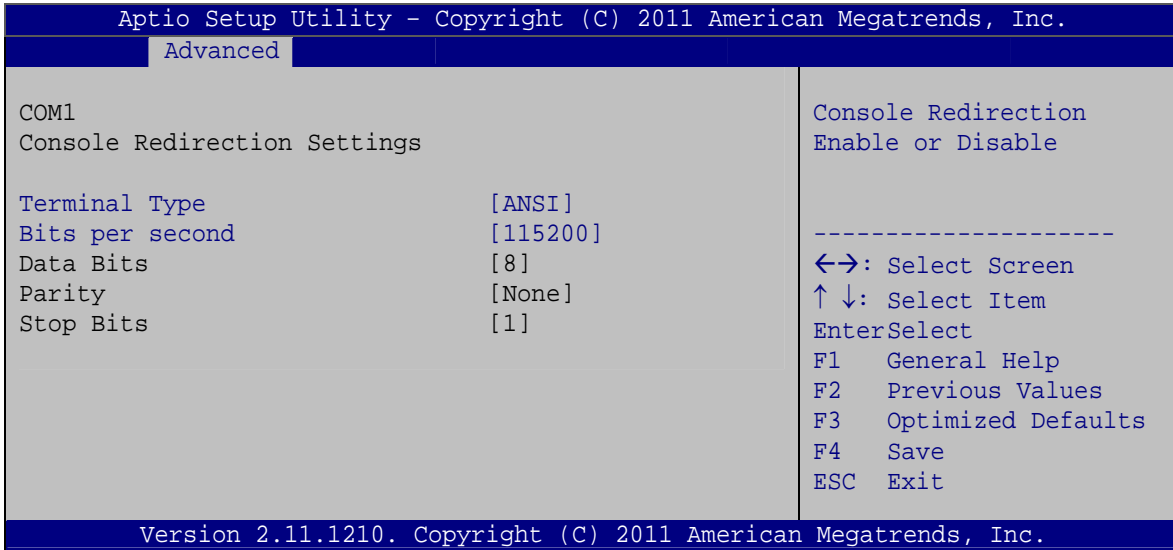 Aptio Setup Utility – Copyright (C) 2011 American Megatrends, Inc.
Advanced
COM1
Console Redirection Settings
Terminal Type [ANSI]
Bits per second [115200]
Data Bits [8]
Parity [None]
Stop Bits [1]
Console Redirection
Enable or Disable
---------------------
←→: Select Screen
↑ ↓: Select Item
EnterSelect
F1 General Help
F2 Previous Values
F3 Optimized Defaults
F4 Save
ESC Exit
Version 2.11.1210. Copyright (C) 2011 American Megatrends, Inc.